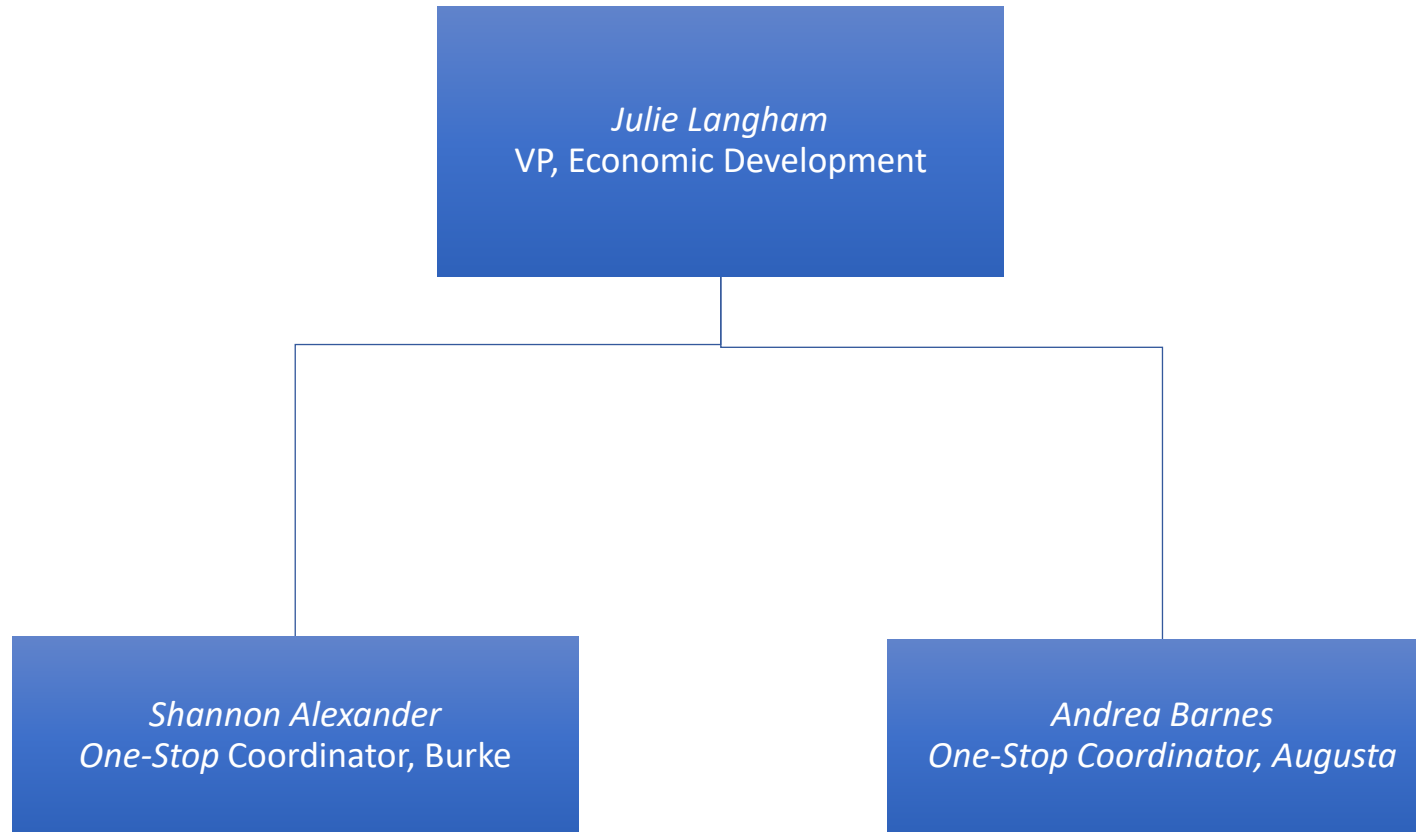 Julie Langham
VP, Economic Development
Shannon Alexander
One-Stop Coordinator, Burke
Andrea Barnes
One-Stop Coordinator, Augusta